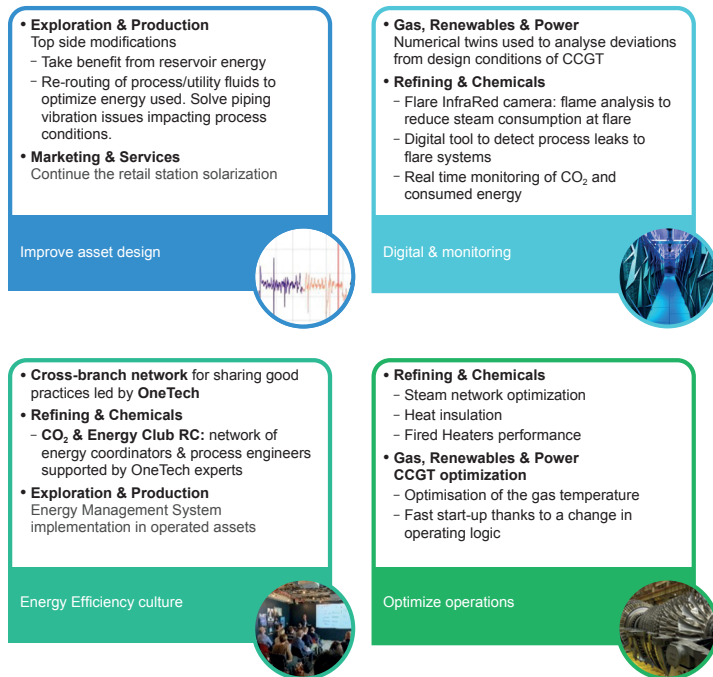 • Exploration & Production
Top side modifications
– Take benefit from reservoir energy
– Re-routing of process/utility fluids to
optimize energy used. Solve piping
vibration issues impacting process
conditions.
• Marketing & Services
Continue the retail station solarization
Improve asset design
• Gas, Renewables & Power
Numerical twins used to analyse deviations
from design conditions of CCGT
• Refining & Chemicals
– Flare InfraRed camera: flame analysis to
reduce steam consumption at flare
– Digital tool to detect process leaks to
flare systems
– Real time monitoring of CO₂ and
consumed energy
Digital & monitoring
• Cross-branch network for sharing good
practices led by OneTech
• Refining & Chemicals
– CO₂ & Energy Club RC: network of
energy coordinators & process engineers
supported by OneTech experts
• Exploration & Production
Energy Management System
implementation in operated assets
Energy Efficiency culture
• Refining & Chemicals
– Steam network optimization
– Heat insulation
– Fired Heaters performance
• Gas, Renewables & Power
CCGT optimization
– Optimisation of the gas temperature
– Fast start-up thanks to a change in
operating logic
Optimize operations